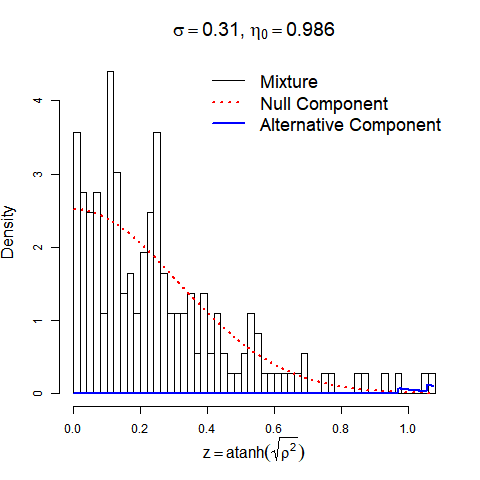 σ = 0.31, η₀ = 0.986
Mixture
Null Component
Alternative Component
Density
4
3
2
1
0
0.0 0.2 0.4 0.6 0.8 1.0
z = atanh(√ρ²)